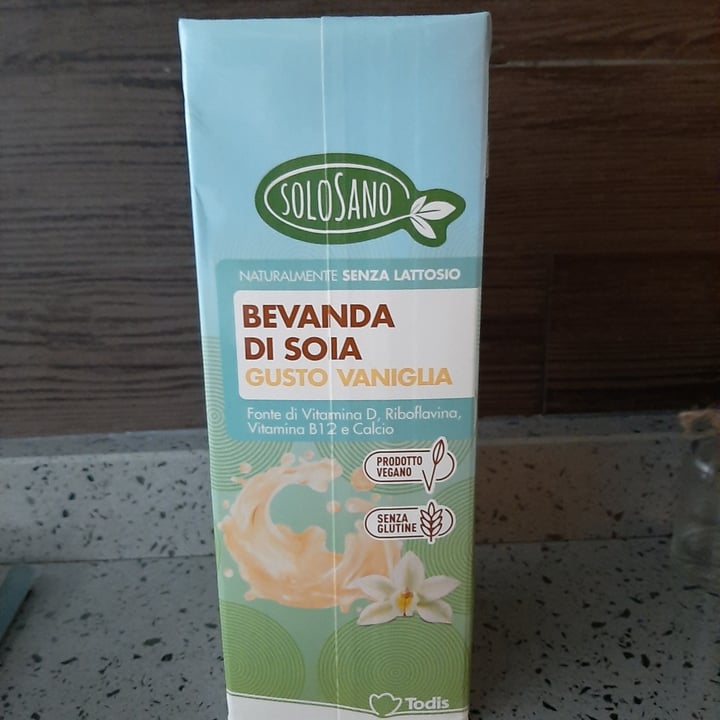 SOLOSANO
NATURALMENTE SENZA LATTOSIO
BEVANDA
DI SOIA
GUSTO VANIGLIA
Fonte di Vitamina D, Riboflavina,
Vitamina B12 e Calcio
PRODOTTO
VEGANO
SENZA
GLUTINE
Todis